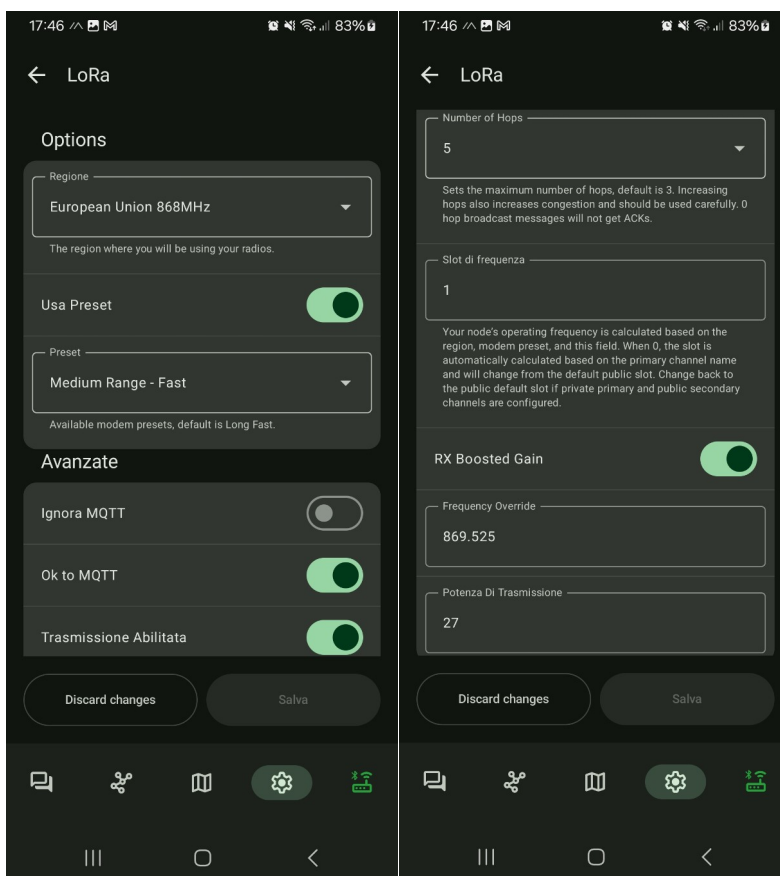 17:46
83%
LoRa
Options
Regione
European Union 868MHz
The region where you will be using your radios.
Usa Preset
Preset
Medium Range - Fast
Available modem presets, default is Long Fast.
Avanzate
Ignora MQTT
Ok to MQTT
Trasmissione Abilitata
Discard changes
Salva
17:46
83%
LoRa
Number of Hops
5
Sets the maximum number of hops, default is 3. Increasing
hops also increases congestion and should be used carefully. 0
hop broadcast messages will not get ACKs.
Slot di frequenza
1
Your node's operating frequency is calculated based on the
region, modem preset, and this field. When 0, the slot is
automatically calculated based on the primary channel name
and will change from the default public slot. Change back to
the public default slot if private primary and public secondary
channels are configured.
RX Boosted Gain
Frequency Override
869.525
Potenza Di Trasmissione
27
Discard changes
Salva